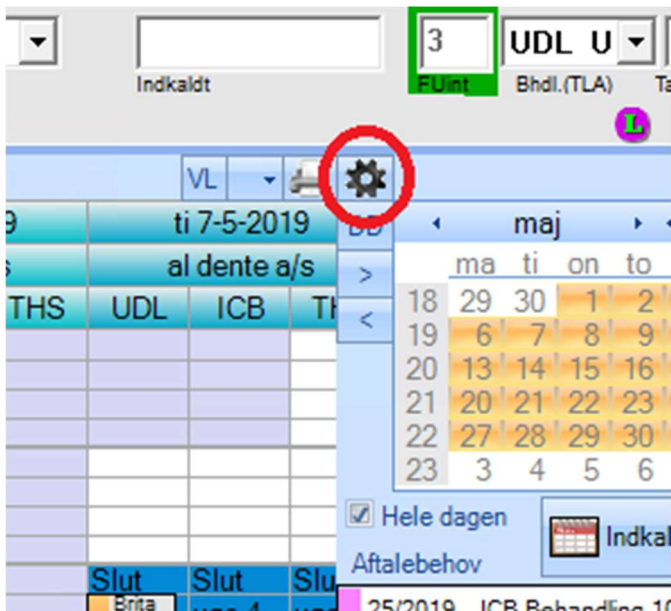 3 UDL U
Indkaldt FUint Bhdl.(TLA)
L
VL
9 ti 7-5-2019 DD maj
al dente a/s > ma ti on to
THS UDL ICB <
18 29 30 1 2
19 6 7 8 9
20 13 14 15 16
21 20 21 22 23
22 27 28 29 30
23 3 4 5 6
Hele dagen
Aftalebehov
Slut Slut
Brita
25/2019 ICB Behandling